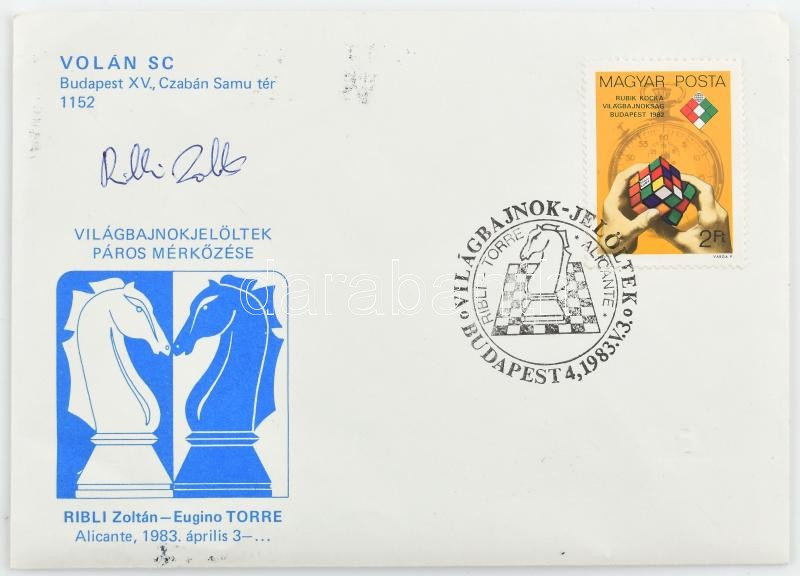 VOLÁN SC
Budapest XV., Czabán Samu tér
1152
Ribli Zoltán
VILÁGBAJNOKJELÖLTEK
PÁROS MÉRKŐZÉSE
RIBLI Zoltán—Eugino TORRE
Alicante, 1983. április 3—...
MAGYAR POSTA
RUBIK KOCKA
VILÁGBAJNOKSÁG
BUDAPEST 1982
2Ft
VARGA P.
VILÁGBAJNOK-JELÖLTEK
RIBLI TORRE * ALICANTE *
BUDAPEST 4, 1983.V.3.
darabanth